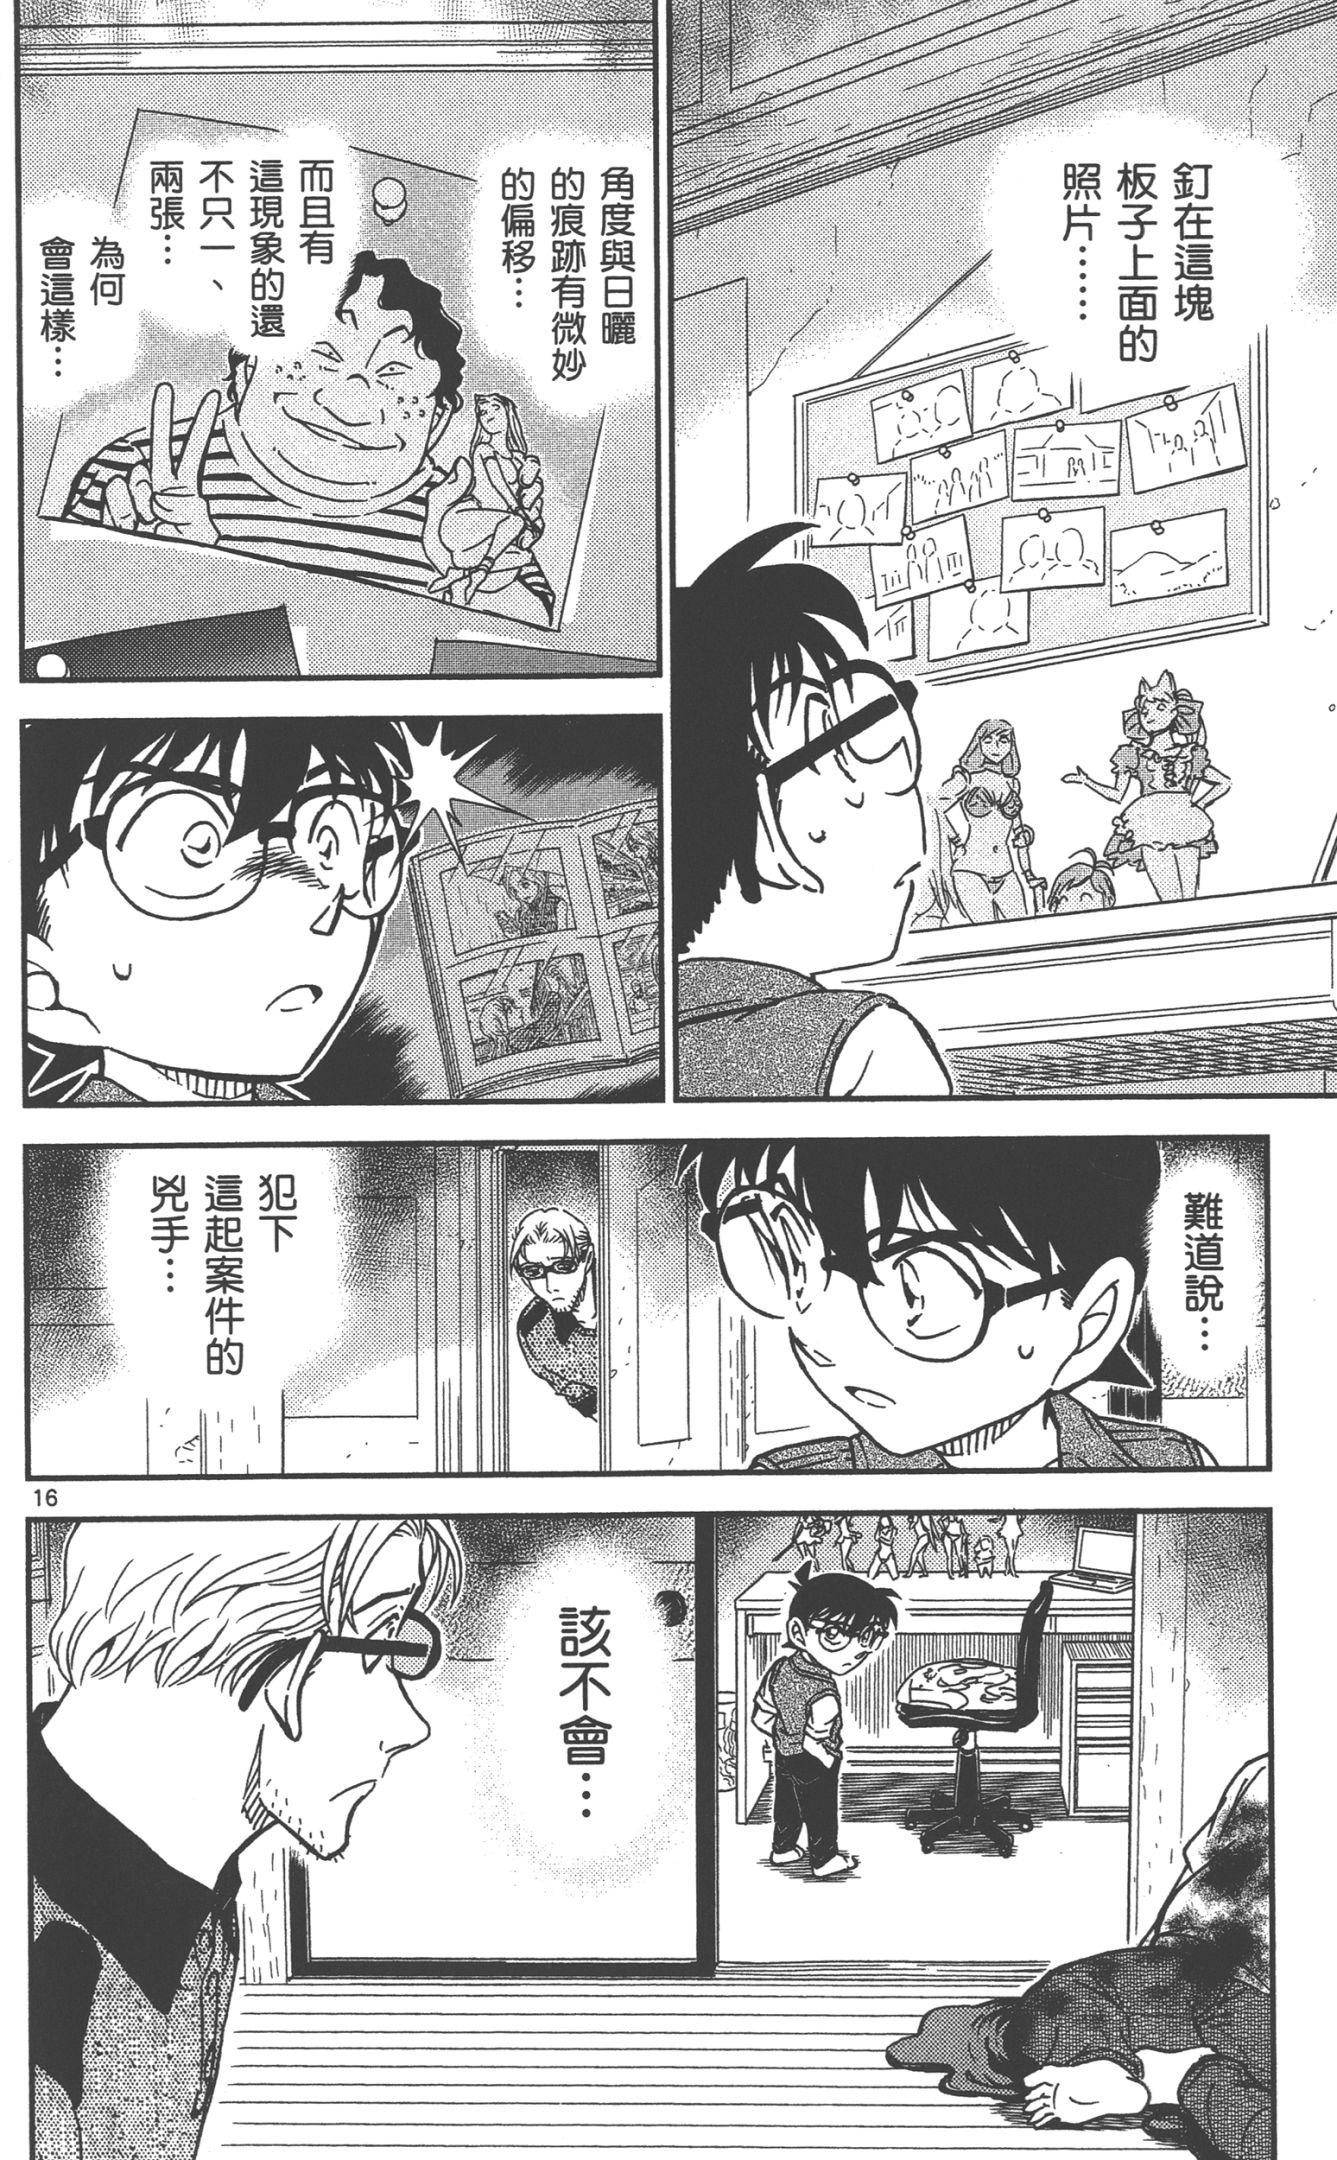 釘在這塊
板子上面的
照片……
角度與日曬
的痕跡有微妙
的偏移…
而且有
這現象的還
不只一、
兩張…
為何
會這樣…
難道說…
犯下
這起案件的
兇手…
16
該不會…